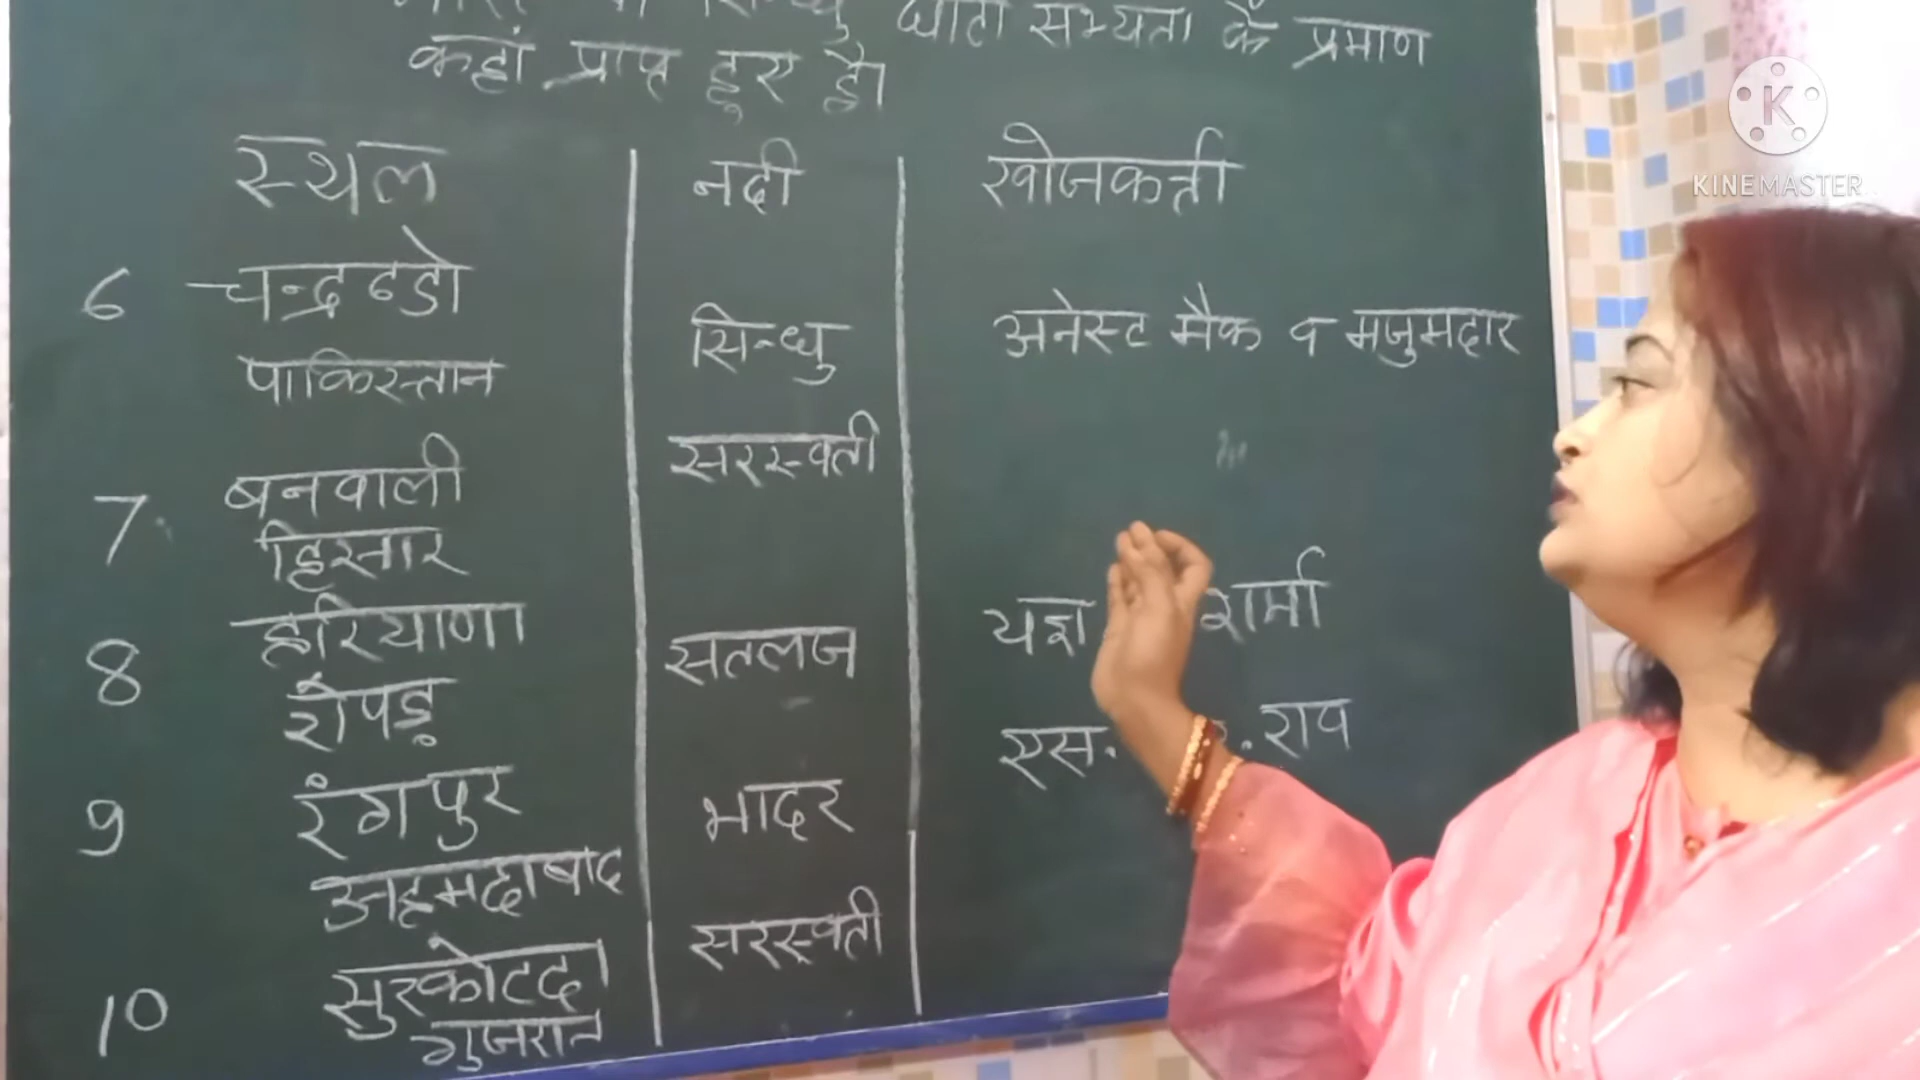 घाटी सभ्यता के प्रमाण
कहां प्राप्त हुए है।
स्थल नदी खोजकर्ता
6 चन्द्रदडो सिन्धु अनेस्ट मैक व मजुमदार
पाकिस्तान
7 बनवाली सरस्वती
हिसार
8 हरियाणा सतलज यज्ञ शर्मा
रोपड़
9 रंगपुर भादर एस. राव
अहमदाबाद
10 सुरकोटदा सरस्वती
गुजरात
KINEMASTER